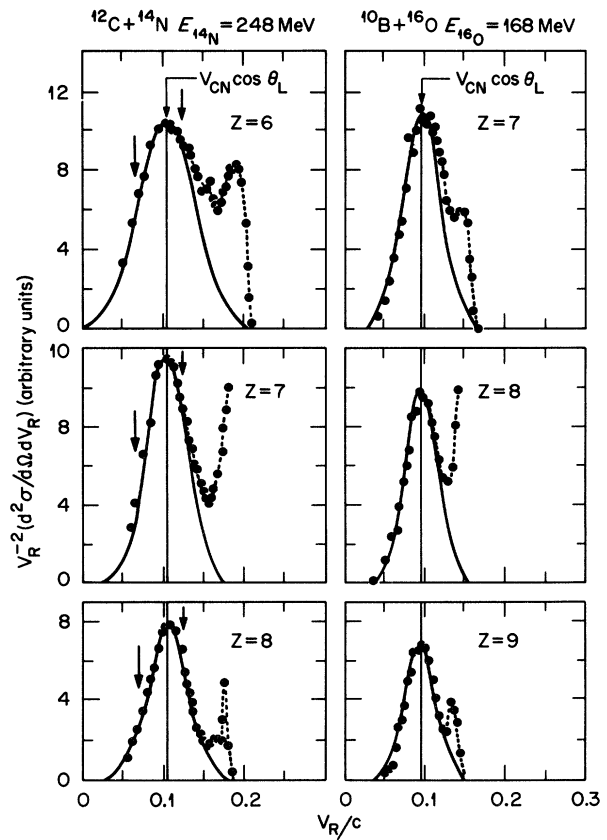 ¹²C+¹⁴N E₁₄N = 248 MeV
¹⁰B+¹⁶O E₁₆O = 168 MeV
V_CN cos θ_L
V_CN cos θ_L
12
8
4
0
Z=6
Z=7
10
8
4
0
Z=7
Z=8
8
4
0
Z=8
Z=9
0
0.1
0.2
0
0.1
0.2
0.3
V_R⁻² (d²σ/dΩdV_R) (arbitrary units)
V_R/c